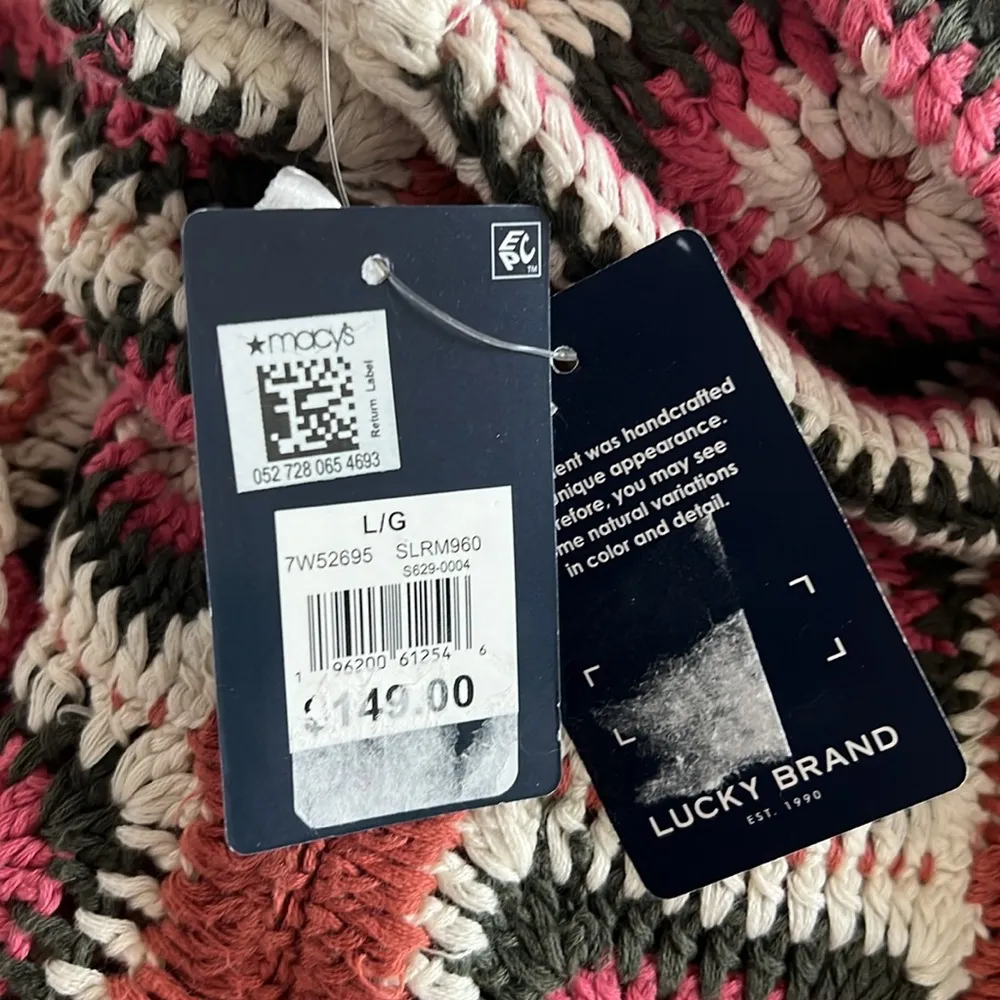 EPC™
★macy's
Return Label
052 728 065 4693
L/G
7W52695 SLRM960
S629-0004
1 96200 61254 6
$149.00
ent was handcrafted
unique appearance.
refore, you may see
me natural variations
in color and detail.
LUCKY BRAND
EST. 1990